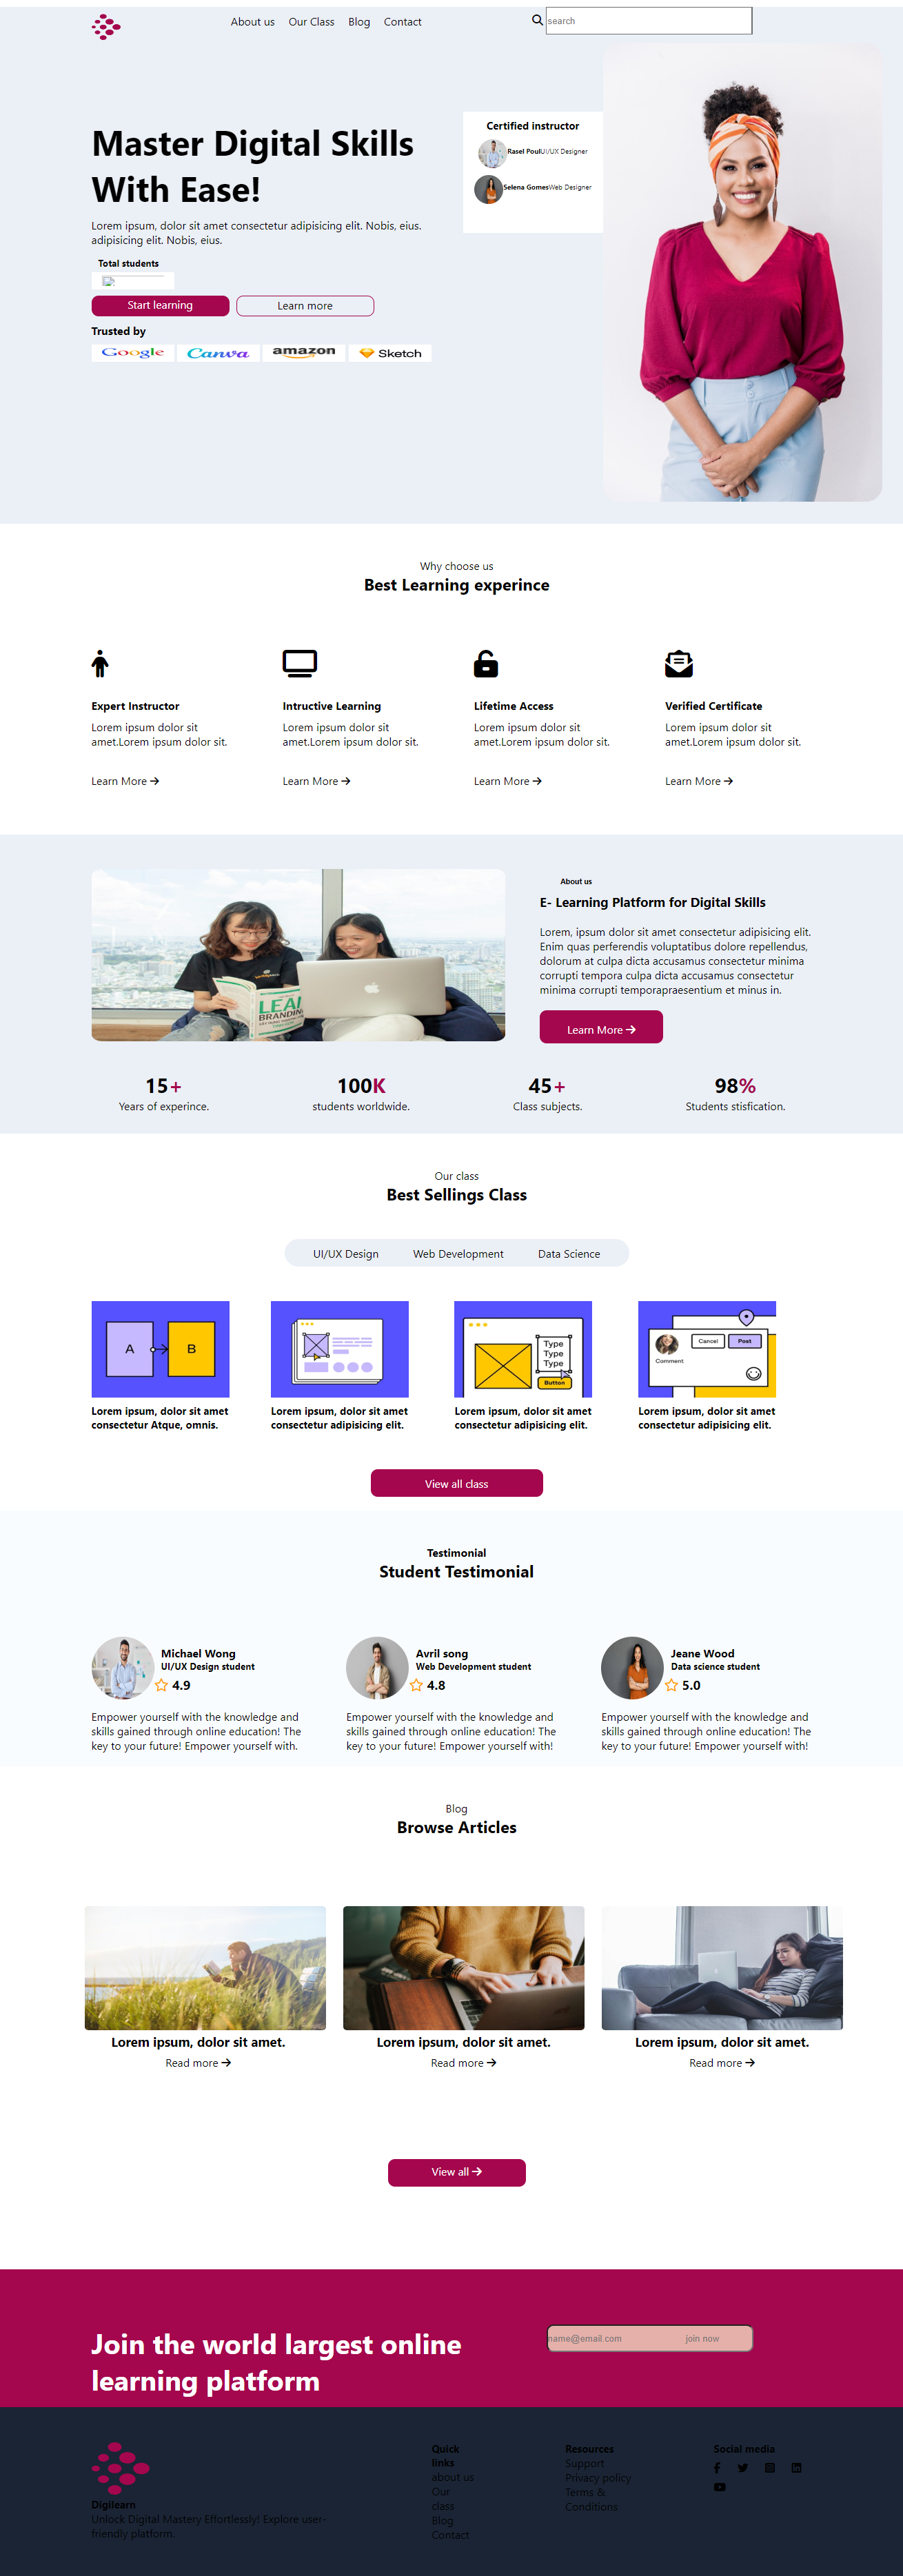 About us Our Class Blog Contact
search
Master Digital Skills
With Ease!
Lorem ipsum, dolor sit amet consectetur adipisicing elit. Nobis, eius.
adipisicing elit. Nobis, eius.
Total students
Start learning
Learn more
Trusted by
Google
Canva
amazon
Sketch
Certified instructor
Rasel PoulUI/UX Designer
Selena GomesWeb Designer
Why choose us
Best Learning experince
Expert Instructor
Lorem ipsum dolor sit
amet.Lorem ipsum dolor sit.
Learn More →
Intructive Learning
Lorem ipsum dolor sit
amet.Lorem ipsum dolor sit.
Learn More →
Lifetime Access
Lorem ipsum dolor sit
amet.Lorem ipsum dolor sit.
Learn More →
Verified Certificate
Lorem ipsum dolor sit
amet.Lorem ipsum dolor sit.
Learn More →
LEA
BRANDIN
About us
E- Learning Platform for Digital Skills
Lorem, ipsum dolor sit amet consectetur adipisicing elit.
Enim quas perferendis voluptatibus dolore repellendus,
dolorum at culpa dicta accusamus consectetur minima
corrupti tempora culpa dicta accusamus consectetur
minima corrupti temporapraesentium et minus in.
Learn More →
15+
Years of experince.
100K
students worldwide.
45+
Class subjects.
98%
Students stisfication.
Our class
Best Sellings Class
UI/UX Design
Web Development
Data Science
A
B
Lorem ipsum, dolor sit amet
consectetur Atque, omnis.
Lorem ipsum, dolor sit amet
consectetur adipisicing elit.
Type
Type
Type
Button
Lorem ipsum, dolor sit amet
consectetur adipisicing elit.
Cancel
Post
Comment
Lorem ipsum, dolor sit amet
consectetur adipisicing elit.
View all class
Testimonial
Student Testimonial
Michael Wong
UI/UX Design student
4.9
Empower yourself with the knowledge and
skills gained through online education! The
key to your future! Empower yourself with.
Avril song
Web Development student
4.8
Empower yourself with the knowledge and
skills gained through online education! The
key to your future! Empower yourself with!
Jeane Wood
Data science student
5.0
Empower yourself with the knowledge and
skills gained through online education! The
key to your future! Empower yourself with!
Blog
Browse Articles
Lorem ipsum, dolor sit amet.
Read more →
Lorem ipsum, dolor sit amet.
Read more →
Lorem ipsum, dolor sit amet.
Read more →
View all →
Join the world largest online
learning platform
name@email.com
join now
Digilearn
Unlock Digital Mastery Effortlessly! Explore user-
friendly platform.
Quick
links
about us
Our
class
Blog
Contact
Resources
Support
Privacy policy
Terms &
Conditions
Social media